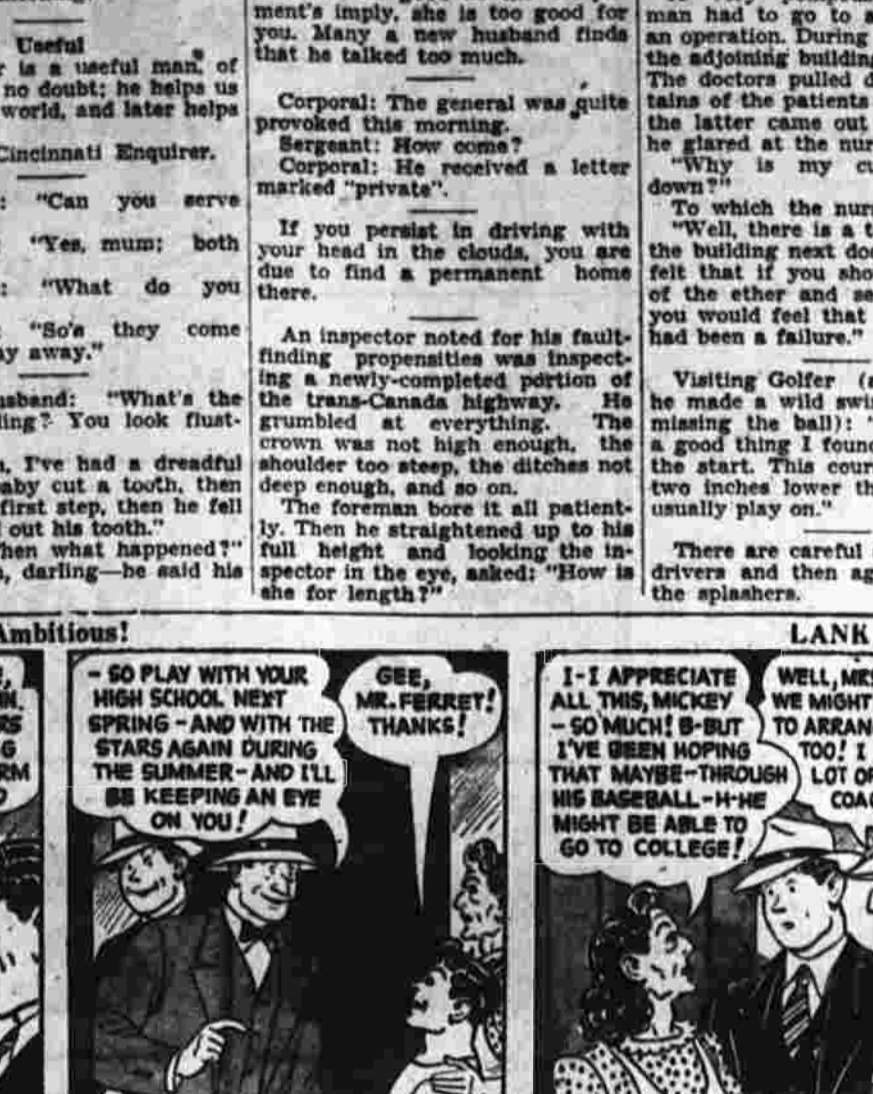 ment's imply, she is too good for
you. Many a new husband finds
that he talked too much.
Corporal: The general was quite
provoked this morning.
Sergeant: How come?
Corporal: He received a letter
marked "private".
If you persist in driving with
your head in the clouds, you are
due to find a permanent home
there.
An inspector noted for his fault-
finding propensities was inspect-
ing a newly-completed portion of
the trans-Canada highway. He
grumbled at everything. The
crown was not high enough, the
shoulder too steep, the ditches not
deep enough, and so on.
The foreman bore it all patient-
ly. Then he straightened up to his
full height and looking the in-
spector in the eye, asked: "How is
she for length?"
Useful
is a useful man, of
no doubt; he helps us
world, and later helps
Cincinnati Enquirer.
: "Can you serve
"Yes, mum; both
: "What do you
: "So's they come
away."
"What's the
You look flust-
I've had a dreadful
cut a tooth, then
first step, then he fell
out his tooth."
what happened?"
darling—he said his
man had to go to
an operation. During
the adjoining building
The doctors pulled
tains of the patients
the latter came out
he glared at the
"Why is my
down?"
To which the
"Well, there is a
the building next
felt that if you
of the ether and
you would feel that
had been a failure."
Visiting Golfer
he made a wild
missing the ball):
a good thing I found
the start. This
two inches lower
usually play on."
There are careful
drivers and then
the splashers.
Ambitious!
LANK
- SO PLAY WITH YOUR
HIGH SCHOOL NEXT
SPRING - AND WITH THE
STARS AGAIN DURING
THE SUMMER - AND I'LL
BE KEEPING AN EYE
ON YOU!
GEE,
MR. FERRET!
THANKS!
I-I APPRECIATE
ALL THIS, MICKEY
- SO MUCH! B-BUT
I'VE BEEN HOPING
THAT MAYBE - THROUGH
HIS BASEBALL - H-HE
MIGHT BE ABLE TO
GO TO COLLEGE!
WELL, MRS
WE MIGHT
TO ARRAN
TOO! I
LOT OF
COAC